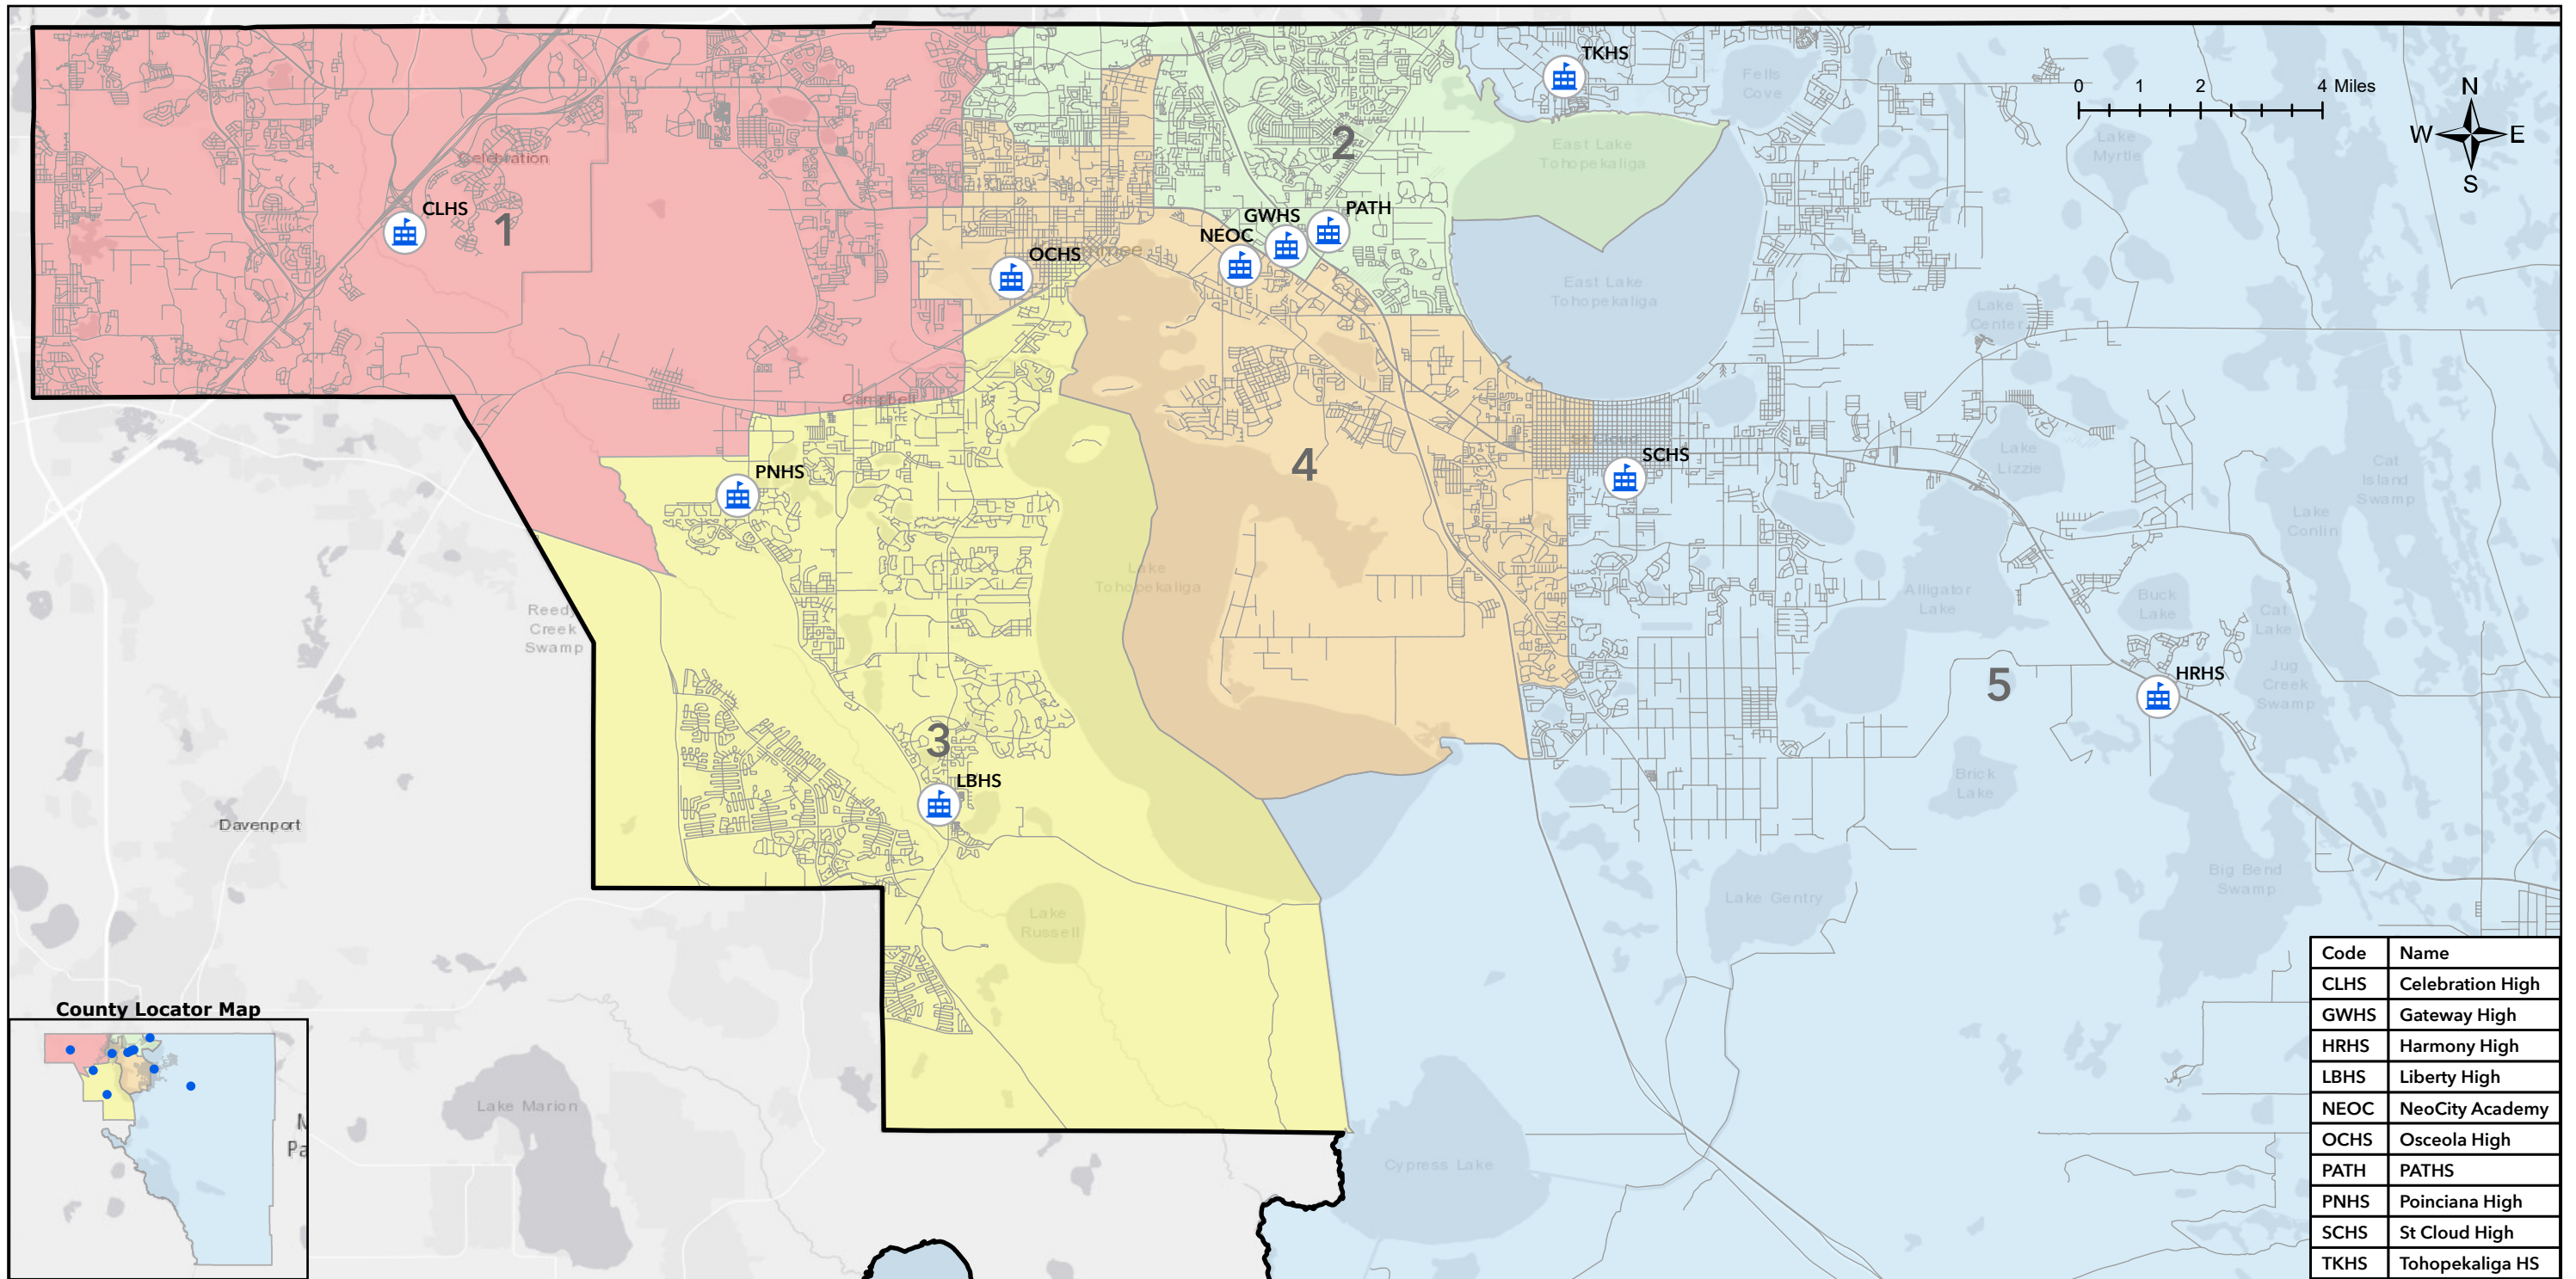 TKHS
Fells
Cove
0 1 2 4 Miles
N
W E
S
Lake
Myrtle
2
East Lake
Tohopekaliga
Celebration
CLHS
1
GWHS
PATH
NEOC
OCHS
East Lake
Tohopekaliga
Lake
Center
Campbell
St Cloud
SCHS
4
PNHS
Lake
Lizzie
Cat
Island
Swamp
Lake
Conlin
Lake
Tohopekaliga
Reedy
Creek
Swamp
Alligator
Lake
Buck
Lake
Cat
Lake
5
HRHS
Jug
Creek
Swamp
3
LBHS
Brick
Lake
Davenport
Lake Gentry
Big Bend
Swamp
Lake
Russell
County Locator Map
Lake Marion
Cypress Lake
Code Name
CLHS Celebration High
GWHS Gateway High
HRHS Harmony High
LBHS Liberty High
NEOC NeoCity Academy
OCHS Osceola High
PATH PATHS
PNHS Poinciana High
SCHS St Cloud High
TKHS Tohopekaliga HS